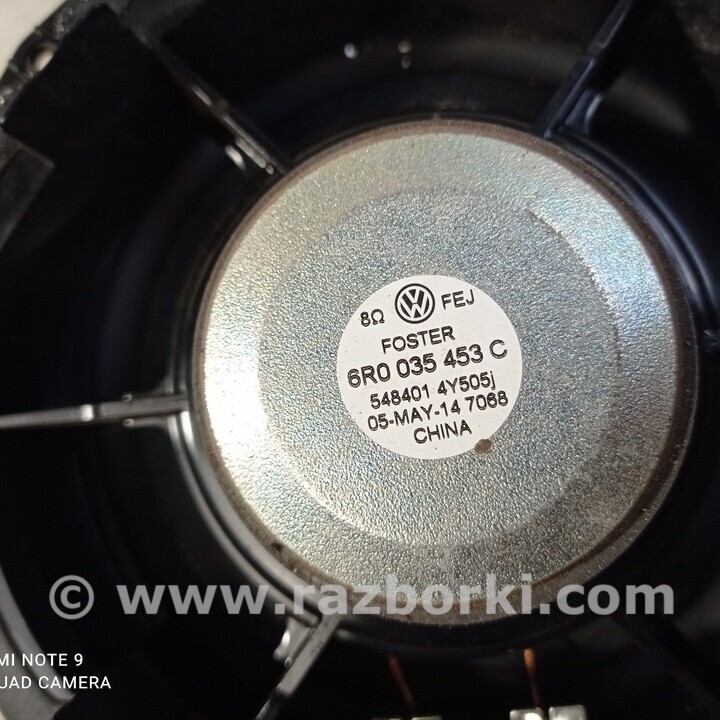 8Ω VW FEJ
FOSTER
6R0 035 453 C
548401 4Y505j
05-MAY-14 7068
CHINA
© www.razborki.com
MI NOTE 9
QUAD CAMERA